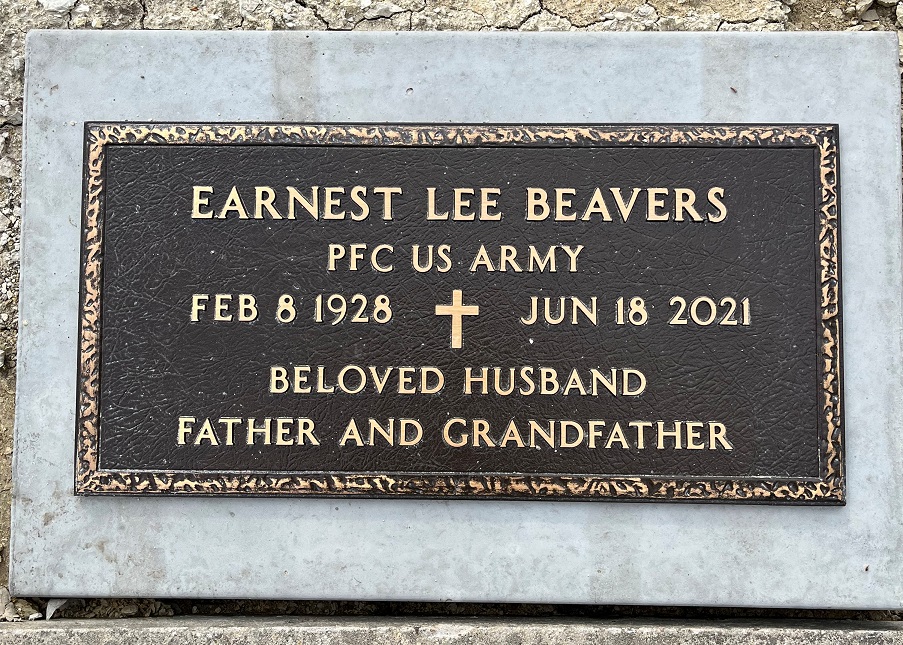 EARNEST LEE BEAVERS
PFC US ARMY
FEB 8 1928 JUN 18 2021
BELOVED HUSBAND
FATHER AND GRANDFATHER